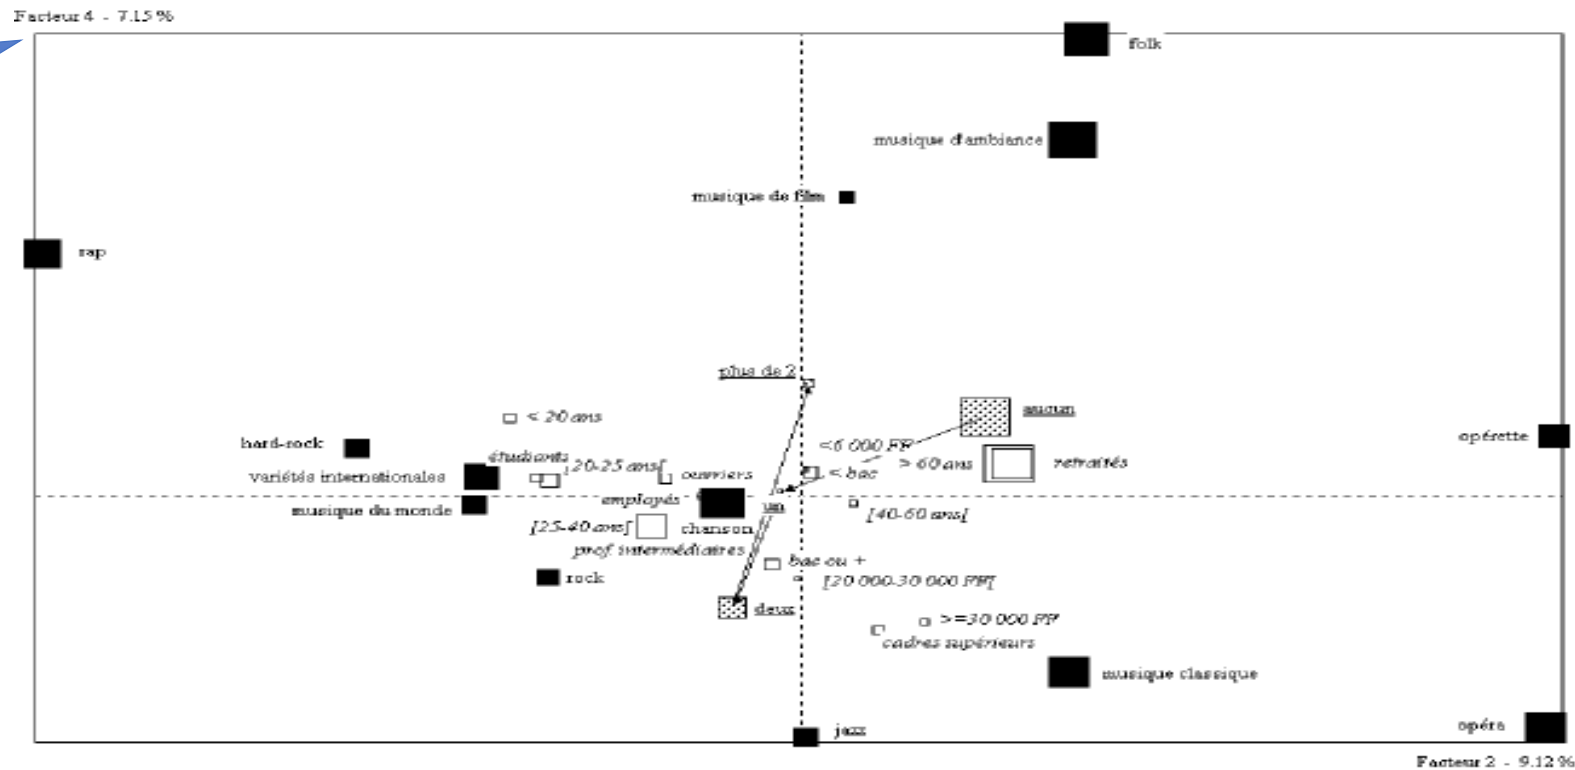 Facteur 4 - 7.15 %
folk
musique d'ambiance
musique de film
rap
plus de 2
< 20 ans
aucun
hard-rock
<6 000 FF
opérette
étudiants
[20-25 ans[
> 60 ans
retraités
variétés internationales
ouvriers
< bac
employés
musique du monde
un
[40-60 ans[
[25-40 ans[
chanson
prof. intermédiaires
bac ou +
rock
[20 000-30 000 FF[
deux
>=30 000 FF
cadres supérieurs
musique classique
jazz
opéra
Facteur 2 - 9.12 %